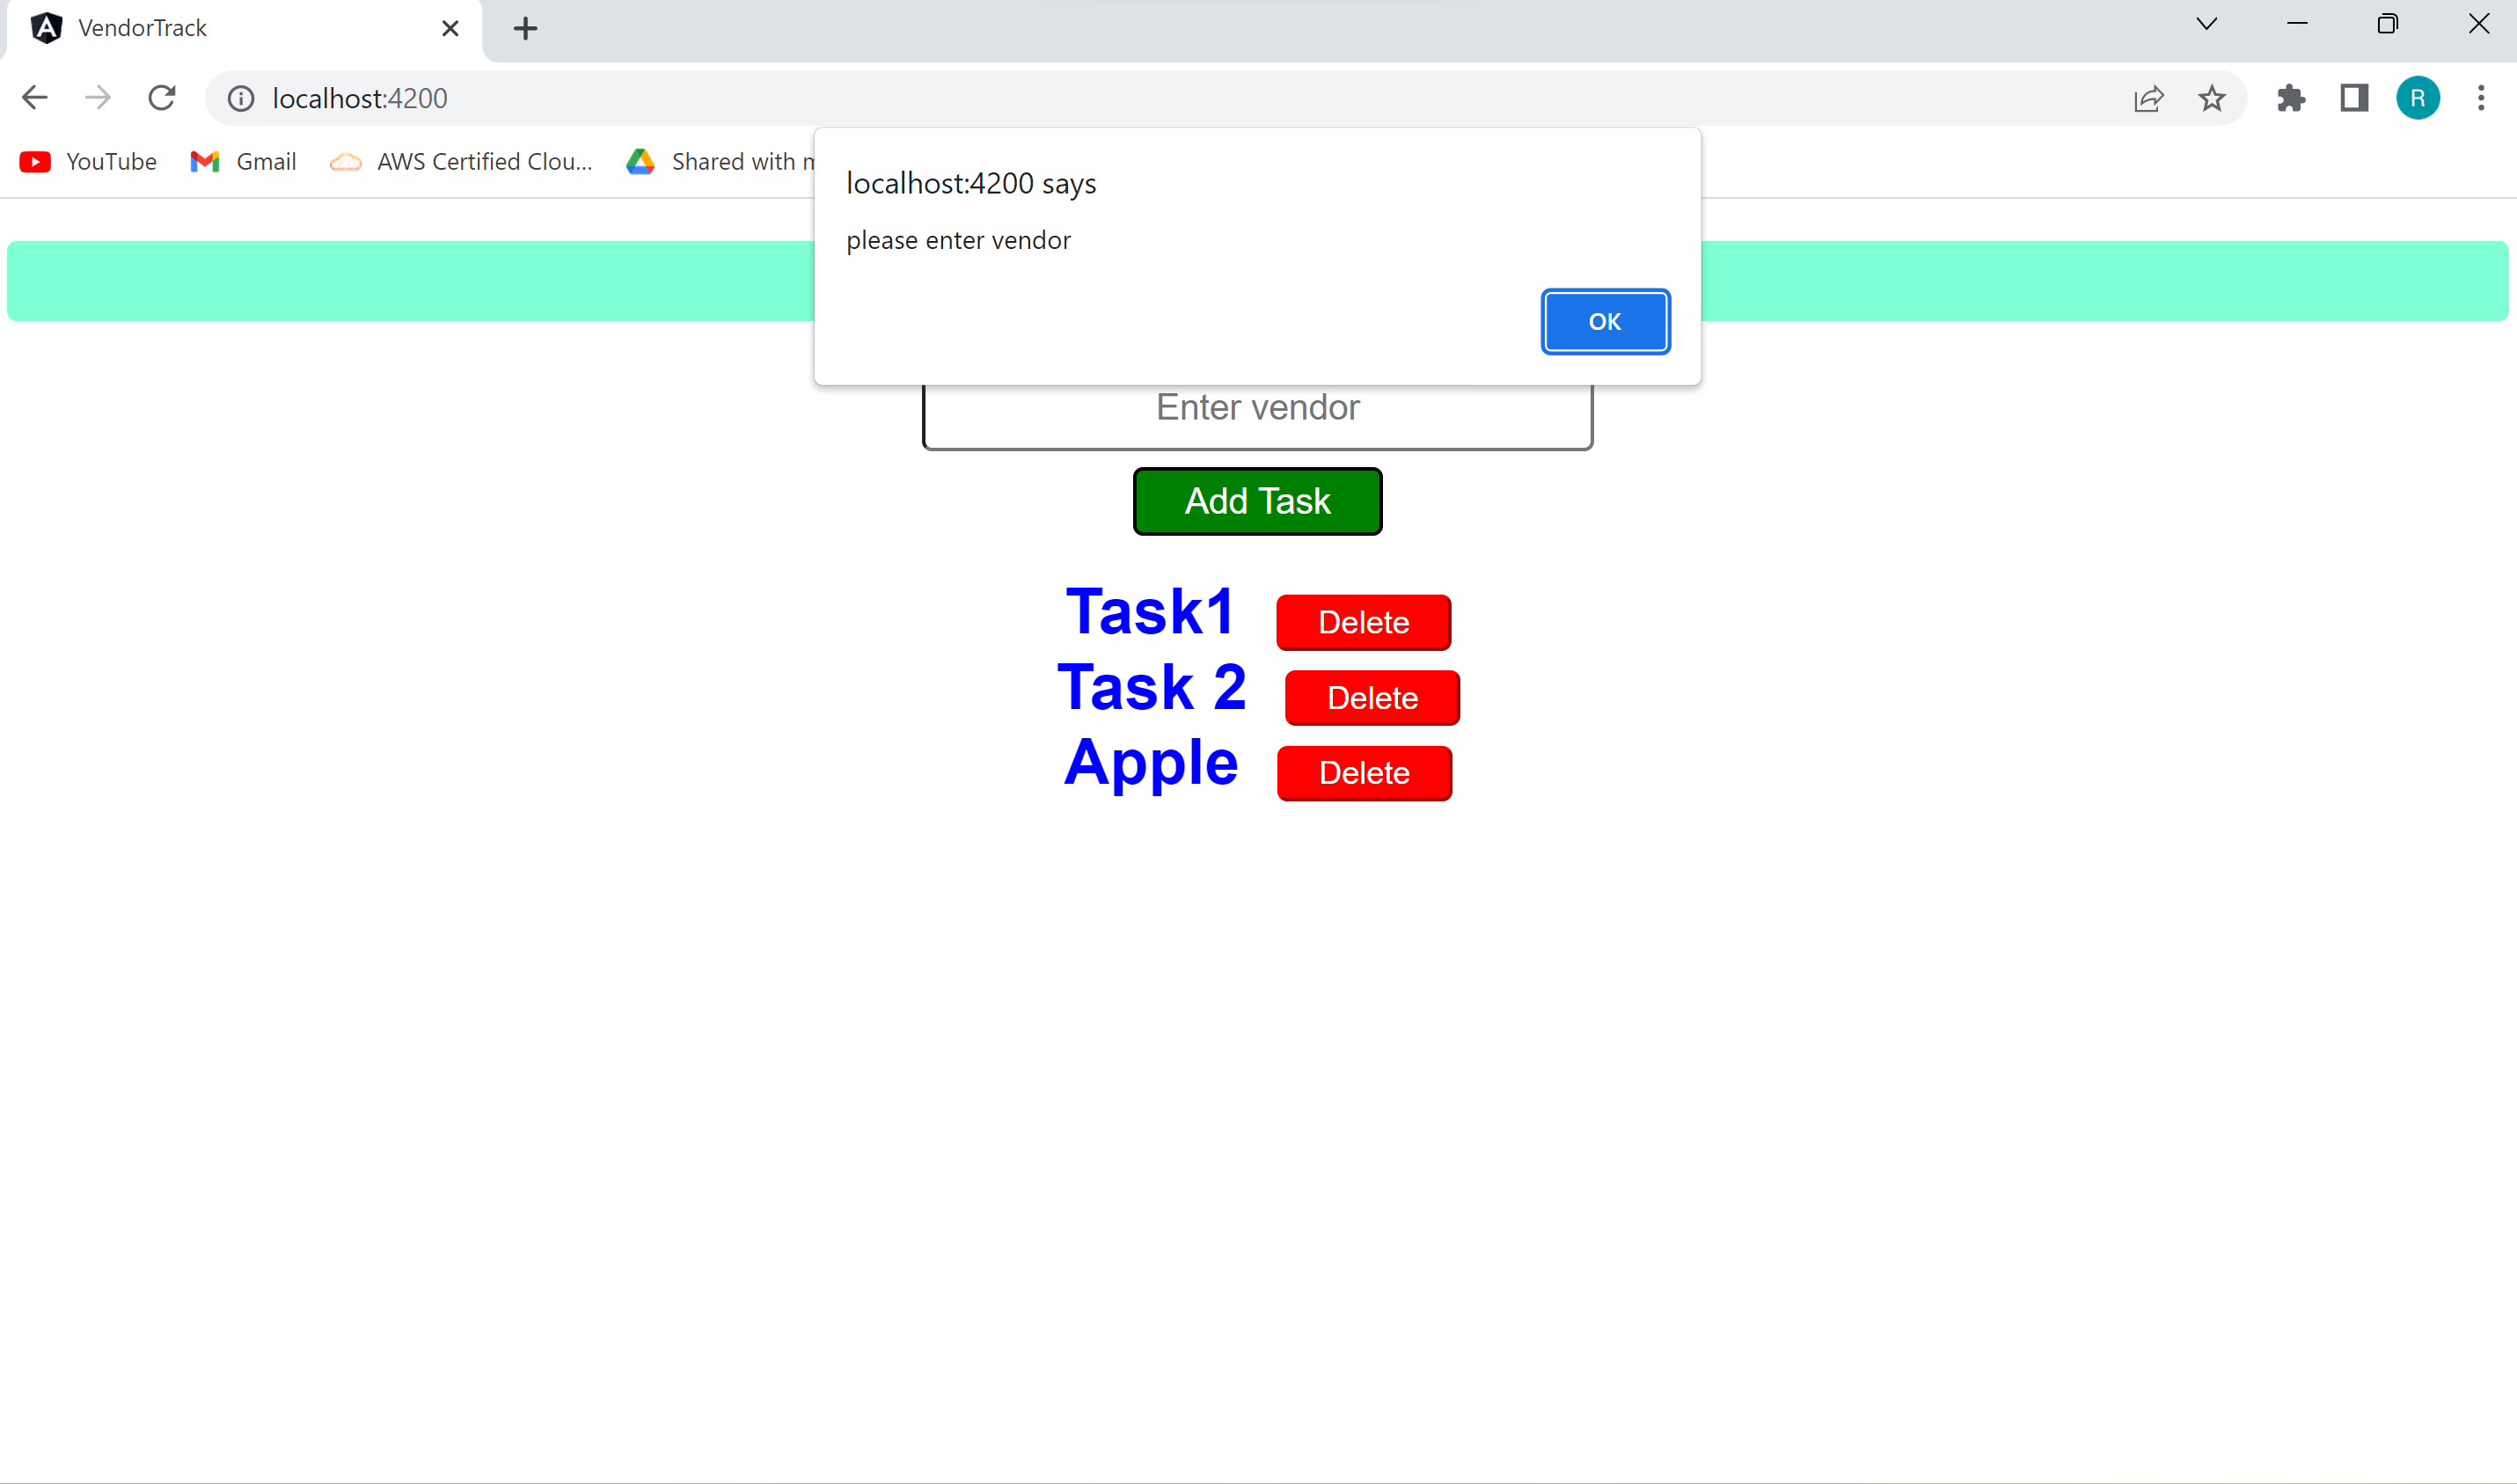 VendorTrack
localhost:4200
R
YouTube
Gmail
AWS Certified Clou...
Shared with
localhost:4200 says
please enter vendor
OK
Enter vendor
Add Task
Task1 Delete
Task 2 Delete
Apple Delete